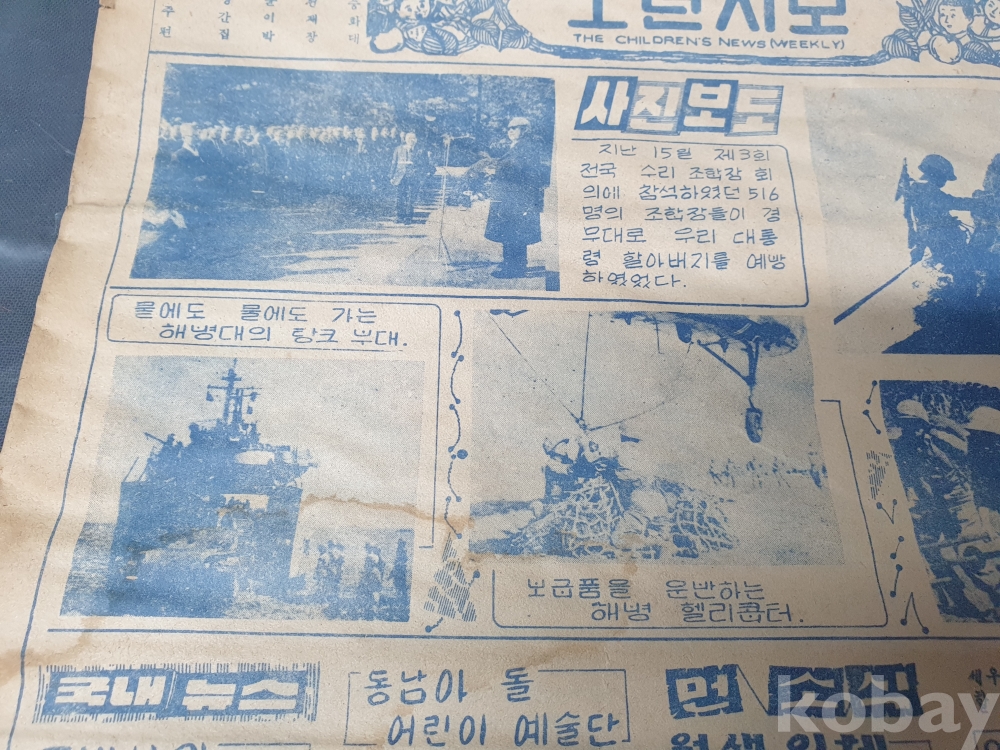 소년시보
THE CHILDREN'S NEWS (WEEKLY)
사진보도
지난 15일 제3회
전국 수리 조합장 회
의에 참석하였던 516
명의 조합장들이 경
무대로 우리 대통
령 할아버지를 예방
하였었다.
물에도 뭍에도 가는
해병대의 탕크 부대.
보급품을 운반하는
해병 헬리콥터.
국내 뉴스
동남아 돌
어린이 예술단
먼 소식
kobay